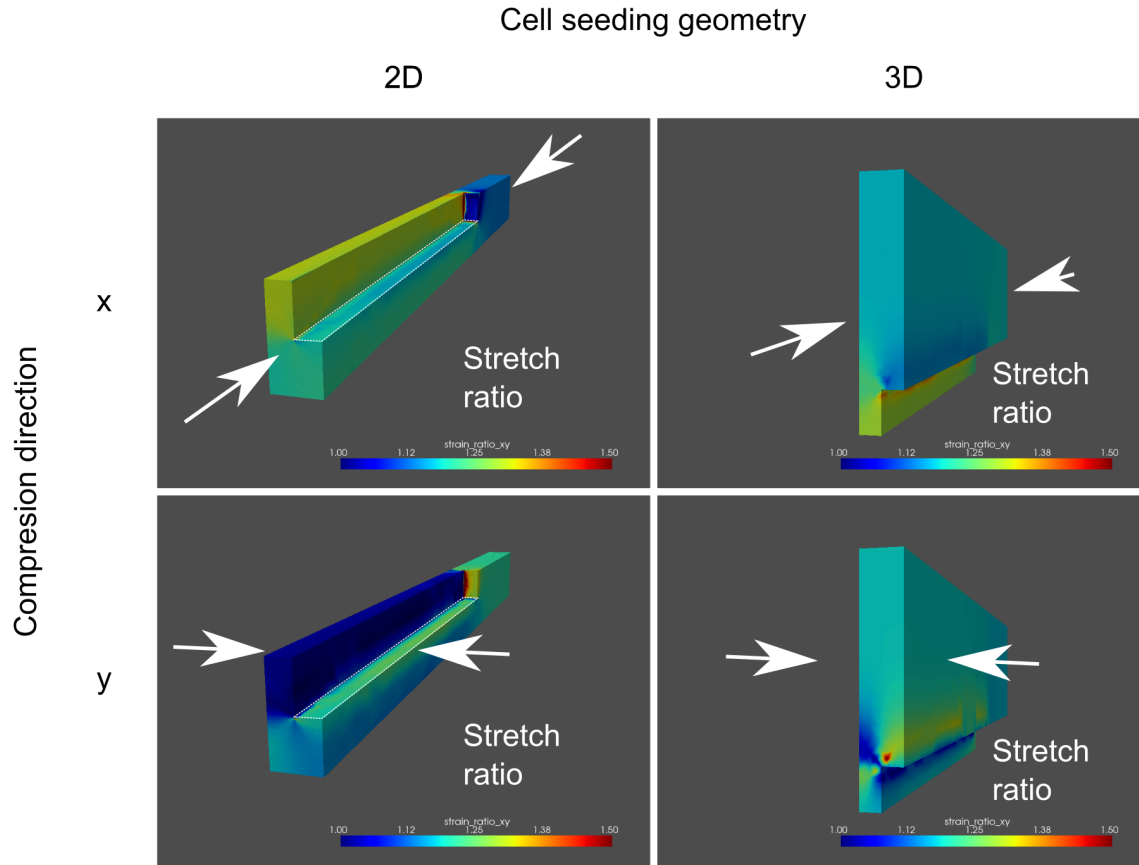 Cell seeding geometry
2D
3D
Compresion direction
x
Stretch
ratio
strain_ratio_xy
1.00 1.12 1.25 1.38 1.50
Stretch
ratio
strain_ratio_xy
1.00 1.12 1.25 1.38 1.50
y
Stretch
ratio
strain_ratio_xy
1.00 1.12 1.25 1.38 1.50
Stretch
ratio
strain_ratio_xy
1.00 1.12 1.25 1.38 1.50